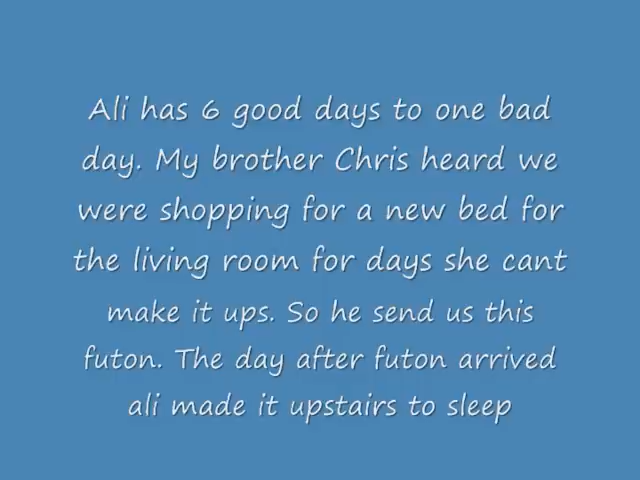 Ali has 6 good days to one bad
day. My brother Chris heard we
were shopping for a new bed for
the living room for days she cant
make it ups. So he send us this
futon. The day after futon arrived
ali made it upstairs to sleep